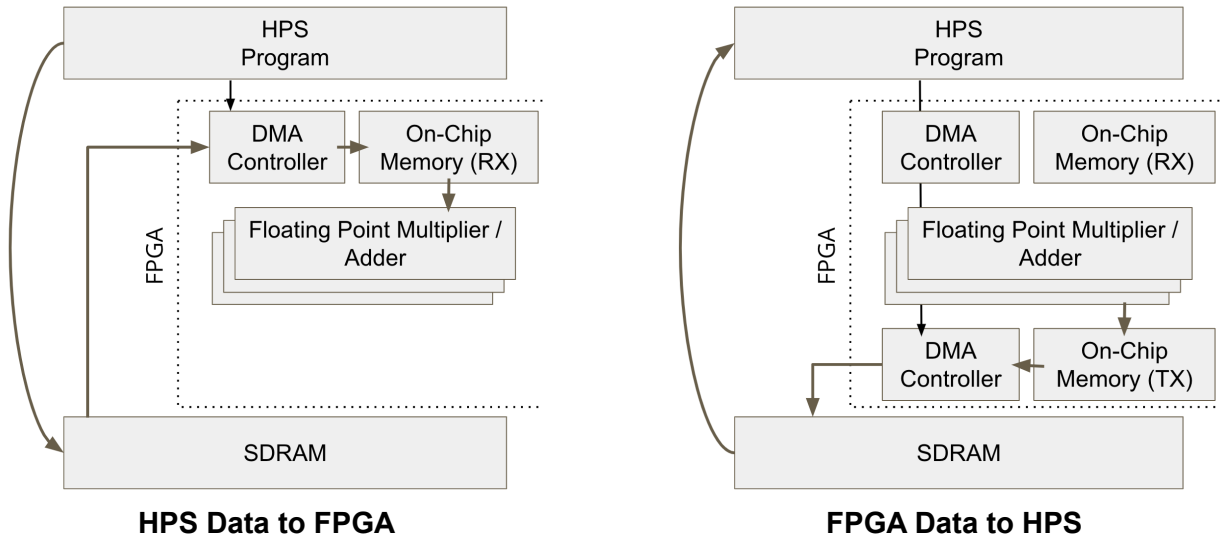 HPS
Program
DMA
Controller
On-Chip
Memory (RX)
FPGA
Floating Point Multiplier /
Adder
SDRAM
HPS Data to FPGA
HPS
Program
DMA
Controller
On-Chip
Memory (RX)
FPGA
Floating Point Multiplier /
Adder
DMA
Controller
On-Chip
Memory (TX)
SDRAM
FPGA Data to HPS